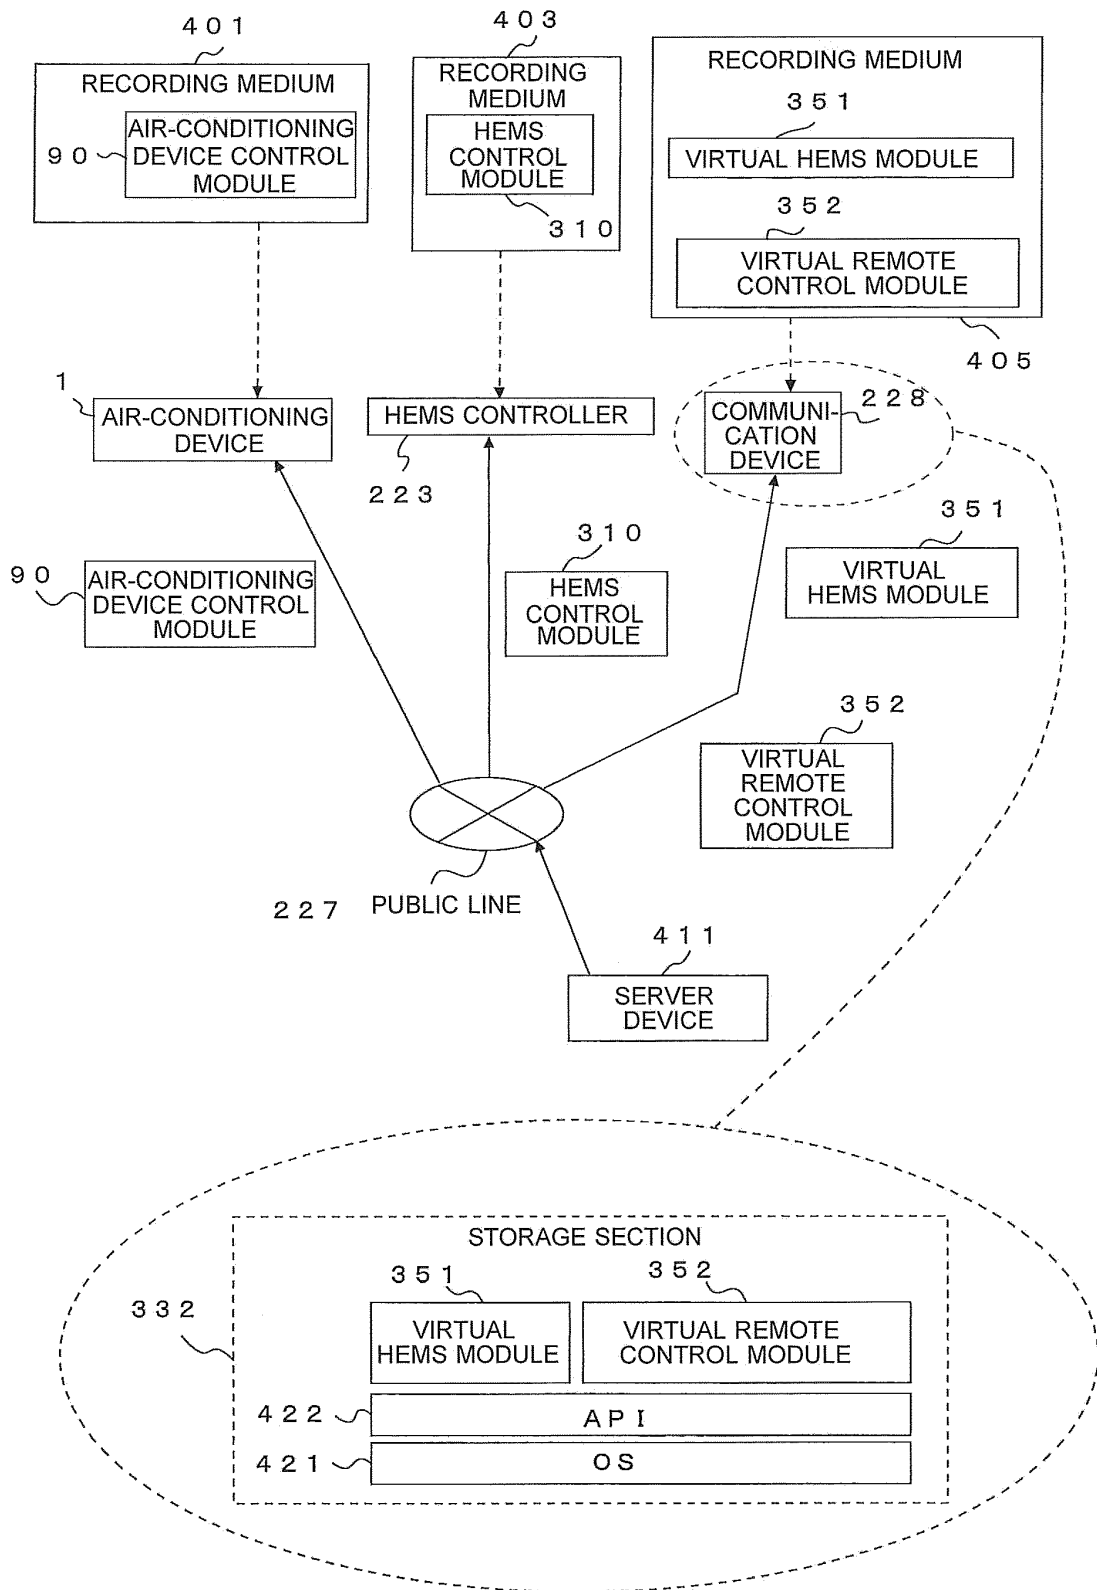 401
RECORDING MEDIUM
90
AIR-CONDITIONING
DEVICE CONTROL
MODULE
403
RECORDING
MEDIUM
HEMS
CONTROL
MODULE
310
RECORDING MEDIUM
351
VIRTUAL HEMS MODULE
352
VIRTUAL REMOTE
CONTROL MODULE
405
1
AIR-CONDITIONING
DEVICE
HEMS CONTROLLER
223
COMMUNI-
CATION
DEVICE
228
90
AIR-CONDITIONING
DEVICE CONTROL
MODULE
310
HEMS
CONTROL
MODULE
351
VIRTUAL
HEMS MODULE
352
VIRTUAL
REMOTE
CONTROL
MODULE
227
PUBLIC LINE
411
SERVER
DEVICE
STORAGE SECTION
332
351
VIRTUAL
HEMS MODULE
352
VIRTUAL REMOTE
CONTROL MODULE
422
API
421
OS